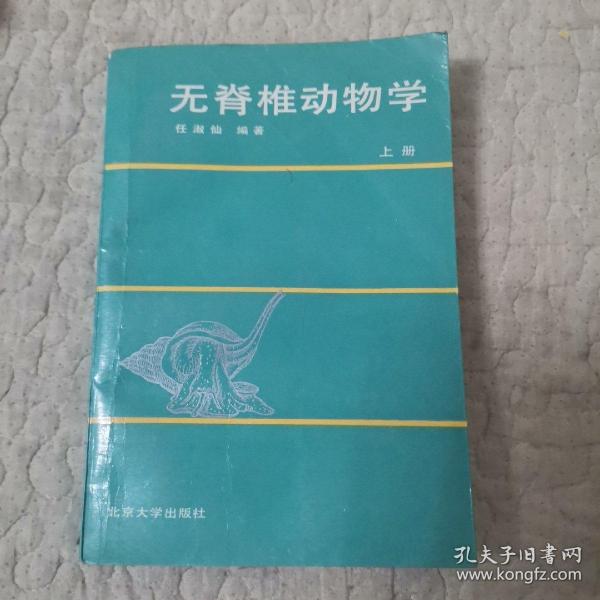 无脊椎动物学
任淑仙 编著
上册
北京大学出版社
孔夫子旧书网
www.kongfz.com